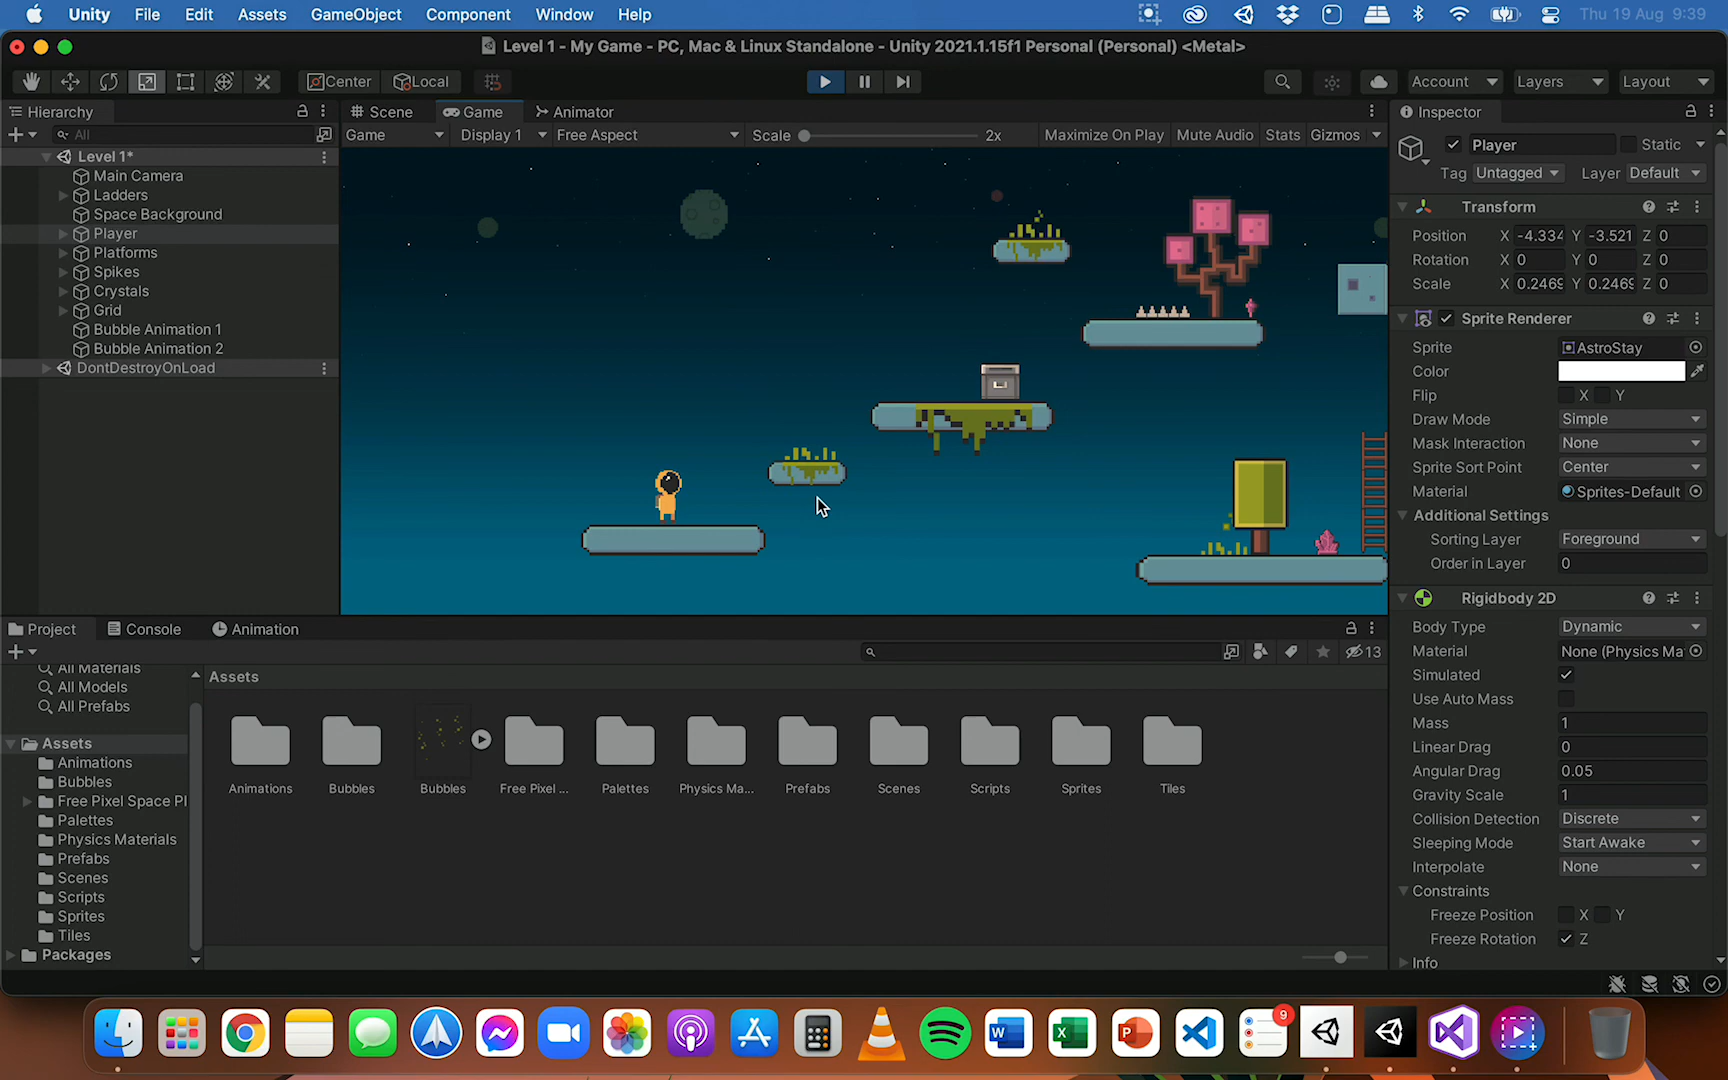 Unity File Edit Assets GameObject Component Window Help Thu 19 Aug 9:39
Level 1 - My Game - PC, Mac & Linux Standalone - Unity 2021.1.15f1 Personal (Personal) <Metal>
Center Local Account Layers Layout
Hierarchy
All
Level 1*
Main Camera
Ladders
Space Background
Player
Platforms
Spikes
Crystals
Grid
Bubble Animation 1
Bubble Animation 2
DontDestroyOnLoad
Scene Game Animator
Game Display 1 Free Aspect Scale 2x Maximize On Play Mute Audio Stats Gizmos
Inspector
Player Static
Tag Untagged Layer Default
Transform
Position X -4.334 Y -3.521 Z 0
Rotation X 0 Y 0 Z 0
Scale X 0.2469 Y 0.2469 Z 0
Sprite Renderer
Sprite AstroStay
Color
Flip X Y
Draw Mode Simple
Mask Interaction None
Sprite Sort Point Center
Material Sprites-Default
Additional Settings
Sorting Layer Foreground
Order in Layer 0
Rigidbody 2D
Body Type Dynamic
Material None (Physics Ma
Simulated
Use Auto Mass
Mass 1
Linear Drag 0
Angular Drag 0.05
Gravity Scale 1
Collision Detection Discrete
Sleeping Mode Start Awake
Interpolate None
Constraints
Freeze Position X Y
Freeze Rotation Z
Info
Project Console Animation
13
All Materials
All Models
All Prefabs
Assets
Animations
Bubbles
Free Pixel Space Pl
Palettes
Physics Materials
Prefabs
Scenes
Scripts
Sprites
Tiles
Packages
Assets
Animations Bubbles Bubbles Free Pixel ... Palettes Physics Ma... Prefabs Scenes Scripts Sprites Tiles
9
W X P